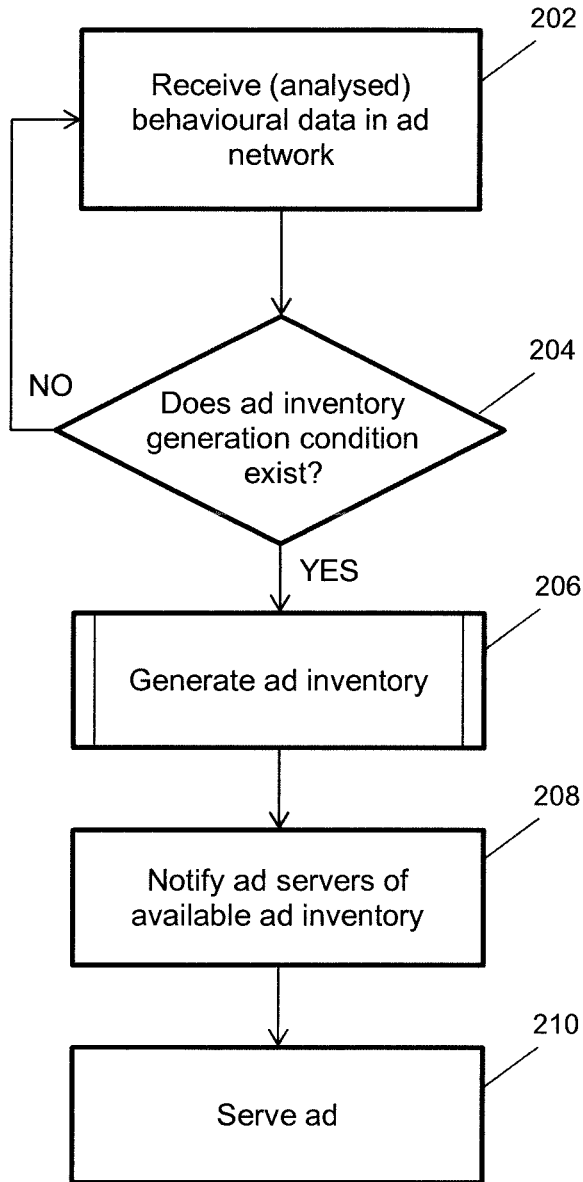 202
Receive (analysed)
behavioural data in ad
network
204
NO
Does ad inventory
generation condition
exist?
YES
206
Generate ad inventory
208
Notify ad servers of
available ad inventory
210
Serve ad